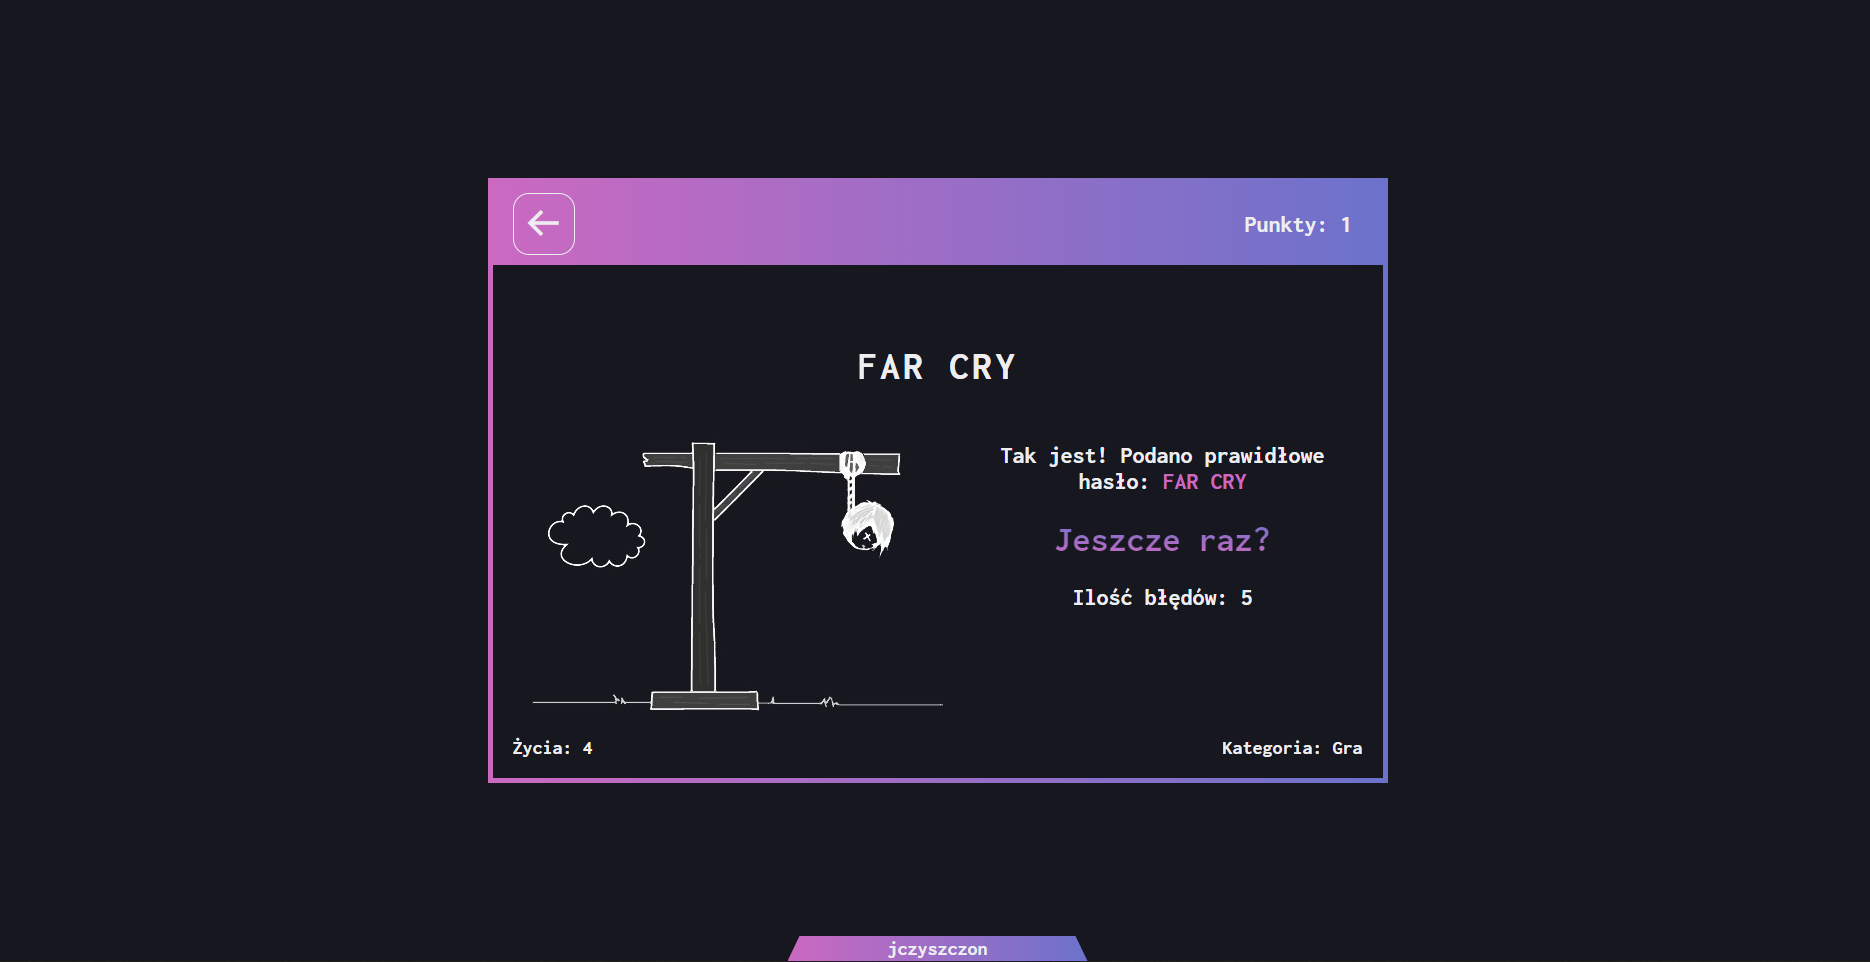 Punkty: 1
FAR CRY
Tak jest! Podano prawidłowe
hasło: FAR CRY
Jeszcze raz?
Ilość błędów: 5
Życia: 4
Kategoria: Gra
jczyszczon